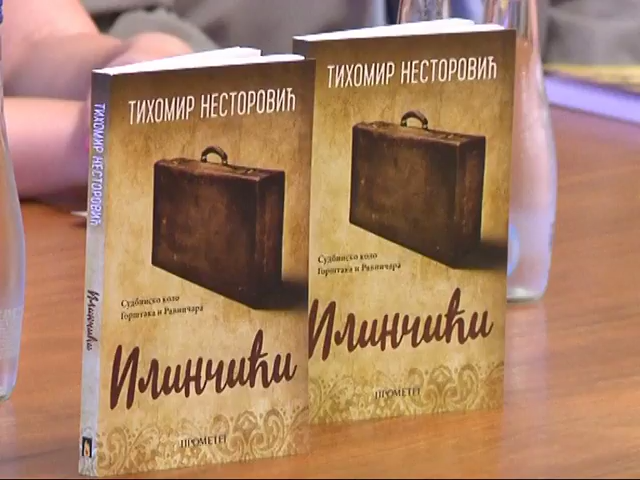 ТИХОМИР НЕСТОРОВИЋ
Илинчићи
ТИХОМИР НЕСТОРОВИЋ
Судбинско коло
Горштака и Равничара
Илинчићи
ПРОМЕТЕЈ
ТИХОМИР НЕСТОРОВИЋ
Судбинско коло
Горштака и Равничара
Илинчићи
ПРОМЕТЕЈ